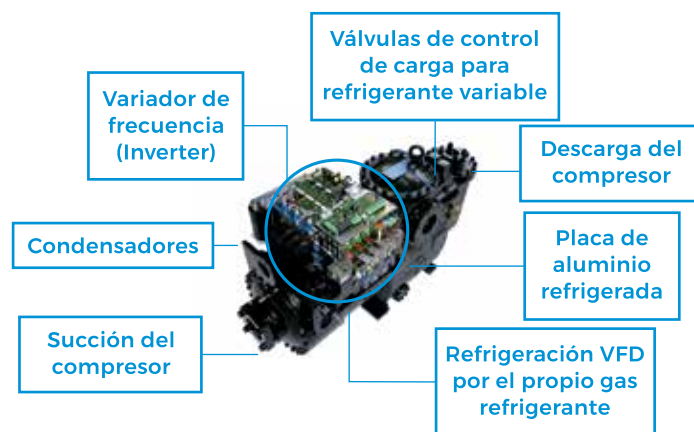 Válvulas de control
de carga para
refrigerante variable
Variador de
frecuencia
(Inverter)
Descarga del
compresor
Condensadores
Placa de
aluminio
refrigerada
Succión del
compresor
Refrigeración VFD
por el propio gas
refrigerante